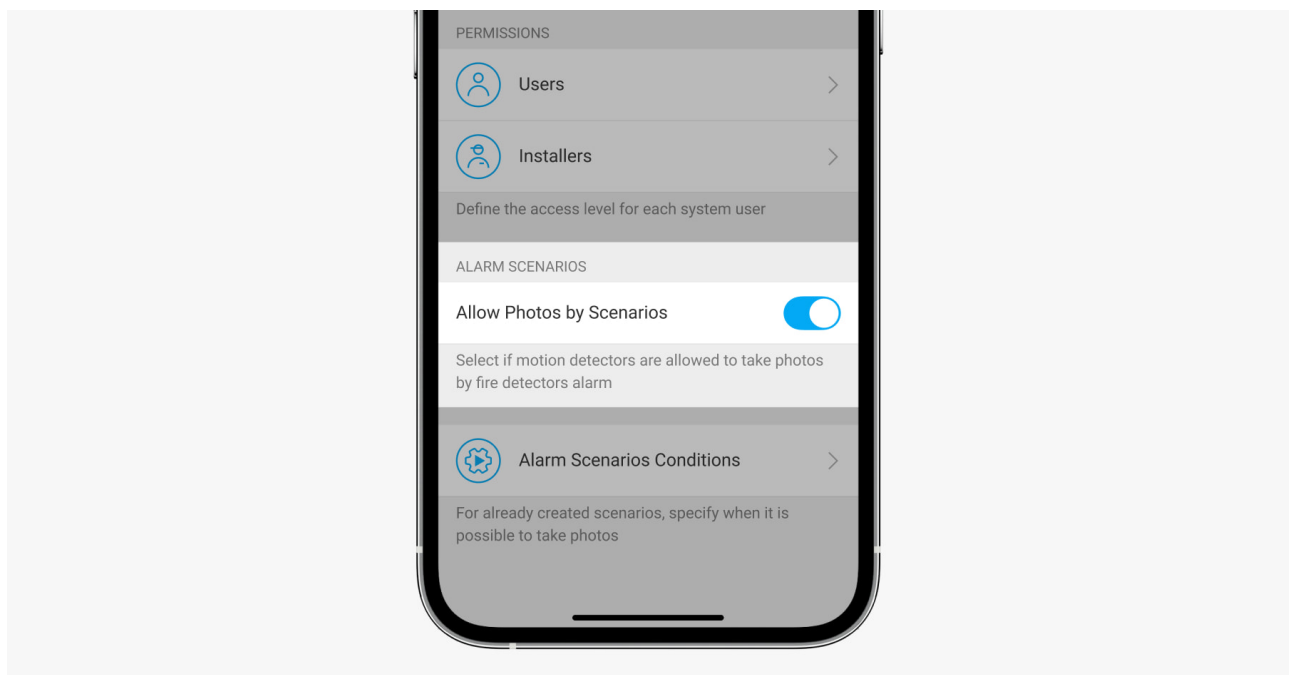 PERMISSIONS
Users
Installers
Define the access level for each system user
ALARM SCENARIOS
Allow Photos by Scenarios
Select if motion detectors are allowed to take photos
by fire detectors alarm
Alarm Scenarios Conditions
For already created scenarios, specify when it is
possible to take photos